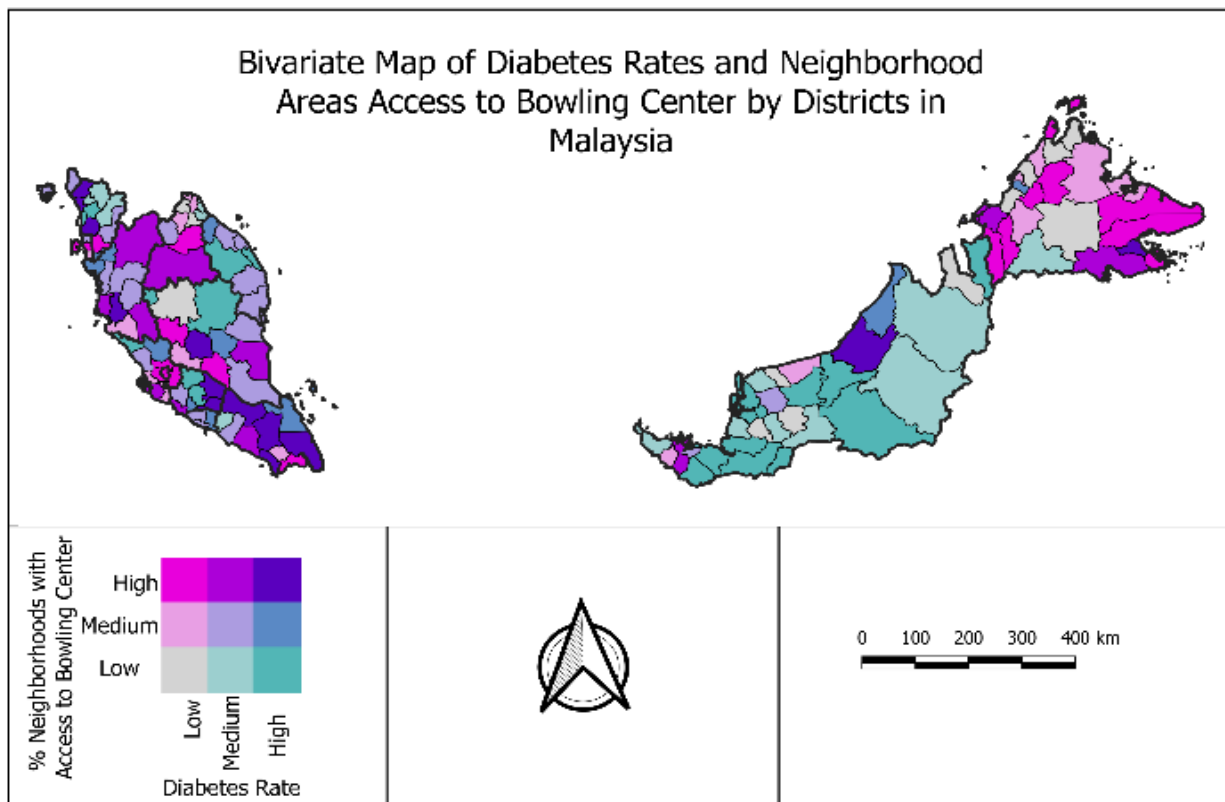 Bivariate Map of Diabetes Rates and Neighborhood
Areas Access to Bowling Center by Districts in
Malaysia
% Neighborhoods with
Access to Bowling Center
High
Medium
Low
Low
Medium
High
Diabetes Rate
0 100 200 300 400 km